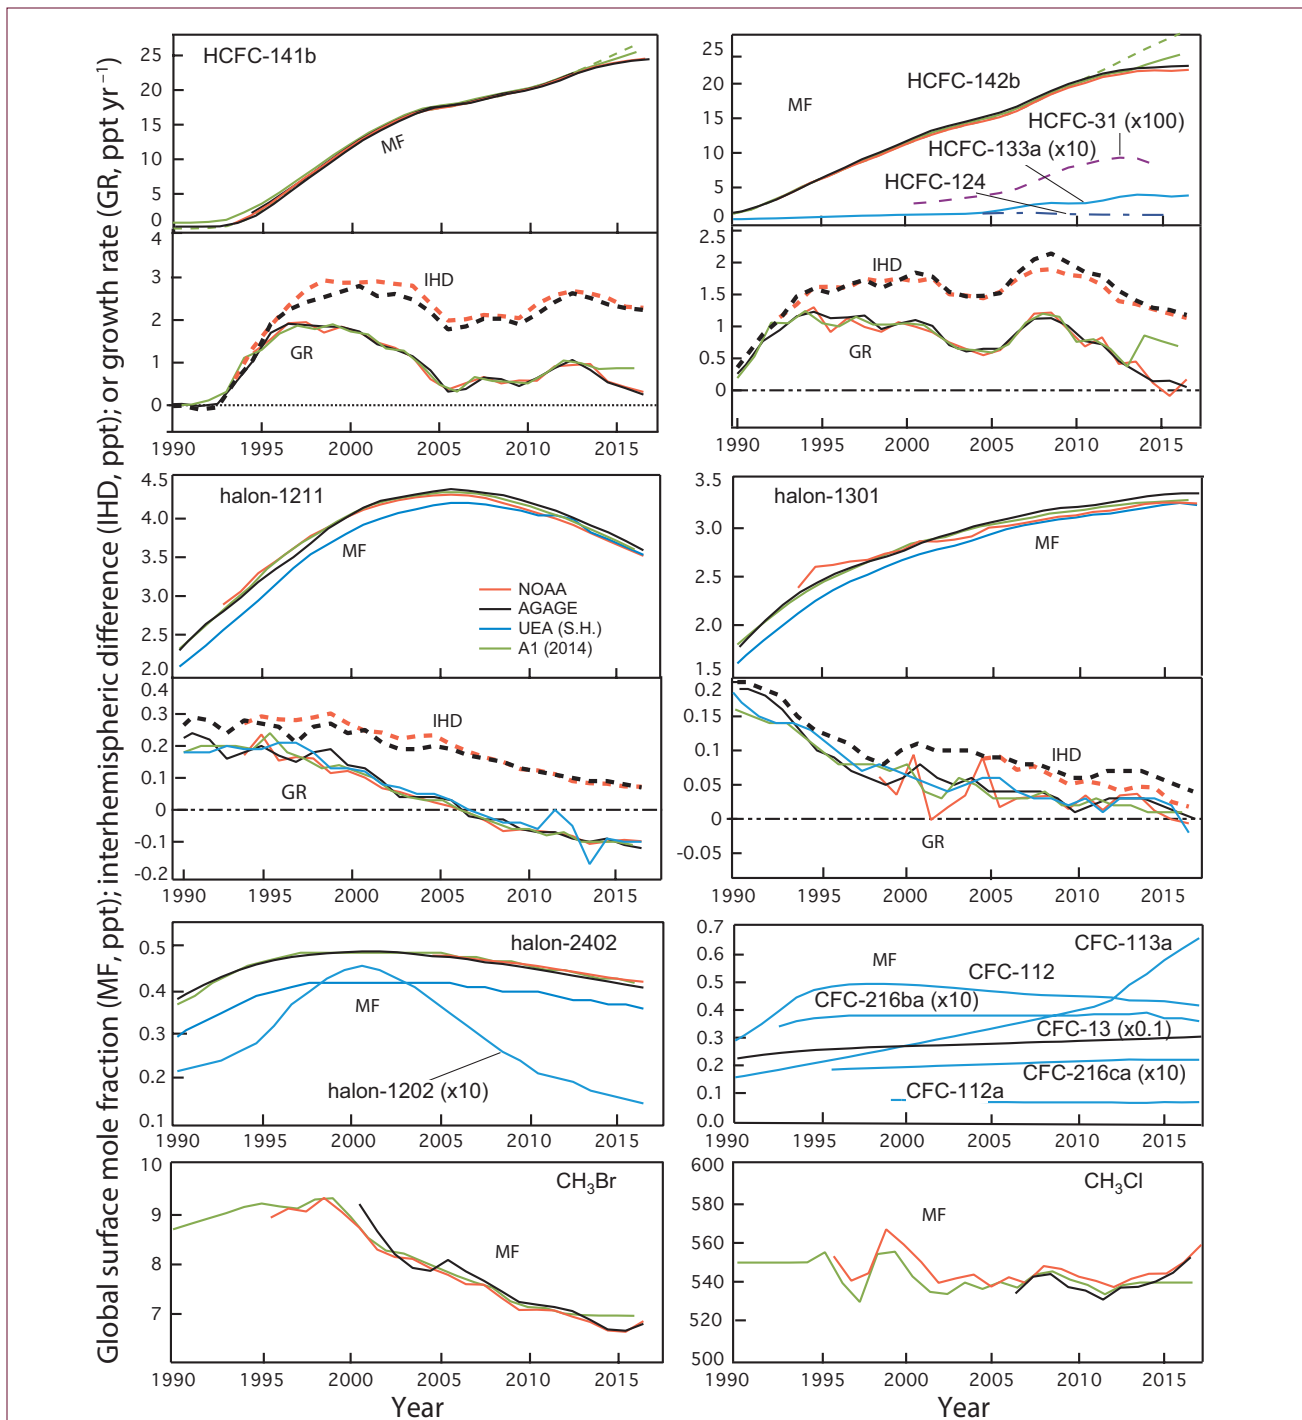 Global surface mole fraction (MF, ppt); interhemispheric difference (IHD, ppt); or growth rate (GR, ppt yr⁻¹)
HCFC-141b
25
20
15
10
5
0
MF
4
3
2
1
0
IHD
GR
1990 1995 2000 2005 2010 2015
HCFC-142b
25
20
15
10
5
0
MF
HCFC-31 (x100)
HCFC-133a (x10)
HCFC-124
2.5
2.0
1.5
1.0
0.5
0
IHD
GR
1990 1995 2000 2005 2010 2015
halon-1211
4.5
4.0
3.5
3.0
2.5
2.0
MF
NOAA
AGAGE
UEA (S.H.)
A1 (2014)
0.4
0.3
0.2
0.1
0
-0.1
-0.2
IHD
GR
1990 1995 2000 2005 2010 2015
halon-1301
3.5
3.0
2.5
2.0
1.5
MF
0.2
0.15
0.1
0.05
0
-0.05
IHD
GR
1990 1995 2000 2005 2010 2015
halon-2402
0.5
0.4
0.3
0.2
0.1
MF
halon-1202 (x10)
1990 1995 2000 2005 2010 2015
0.7
0.6
0.5
0.4
0.3
0.2
0.1
0.0
CFC-113a
MF
CFC-112
CFC-216ba (x10)
CFC-13 (x0.1)
CFC-216ca (x10)
CFC-112a
1990 1995 2000 2005 2010 2015
10
9
8
7
CH₃Br
MF
1990 1995 2000 2005 2010 2015
Year
600
580
560
540
520
500
CH₃Cl
MF
1990 1995 2000 2005 2010 2015
Year